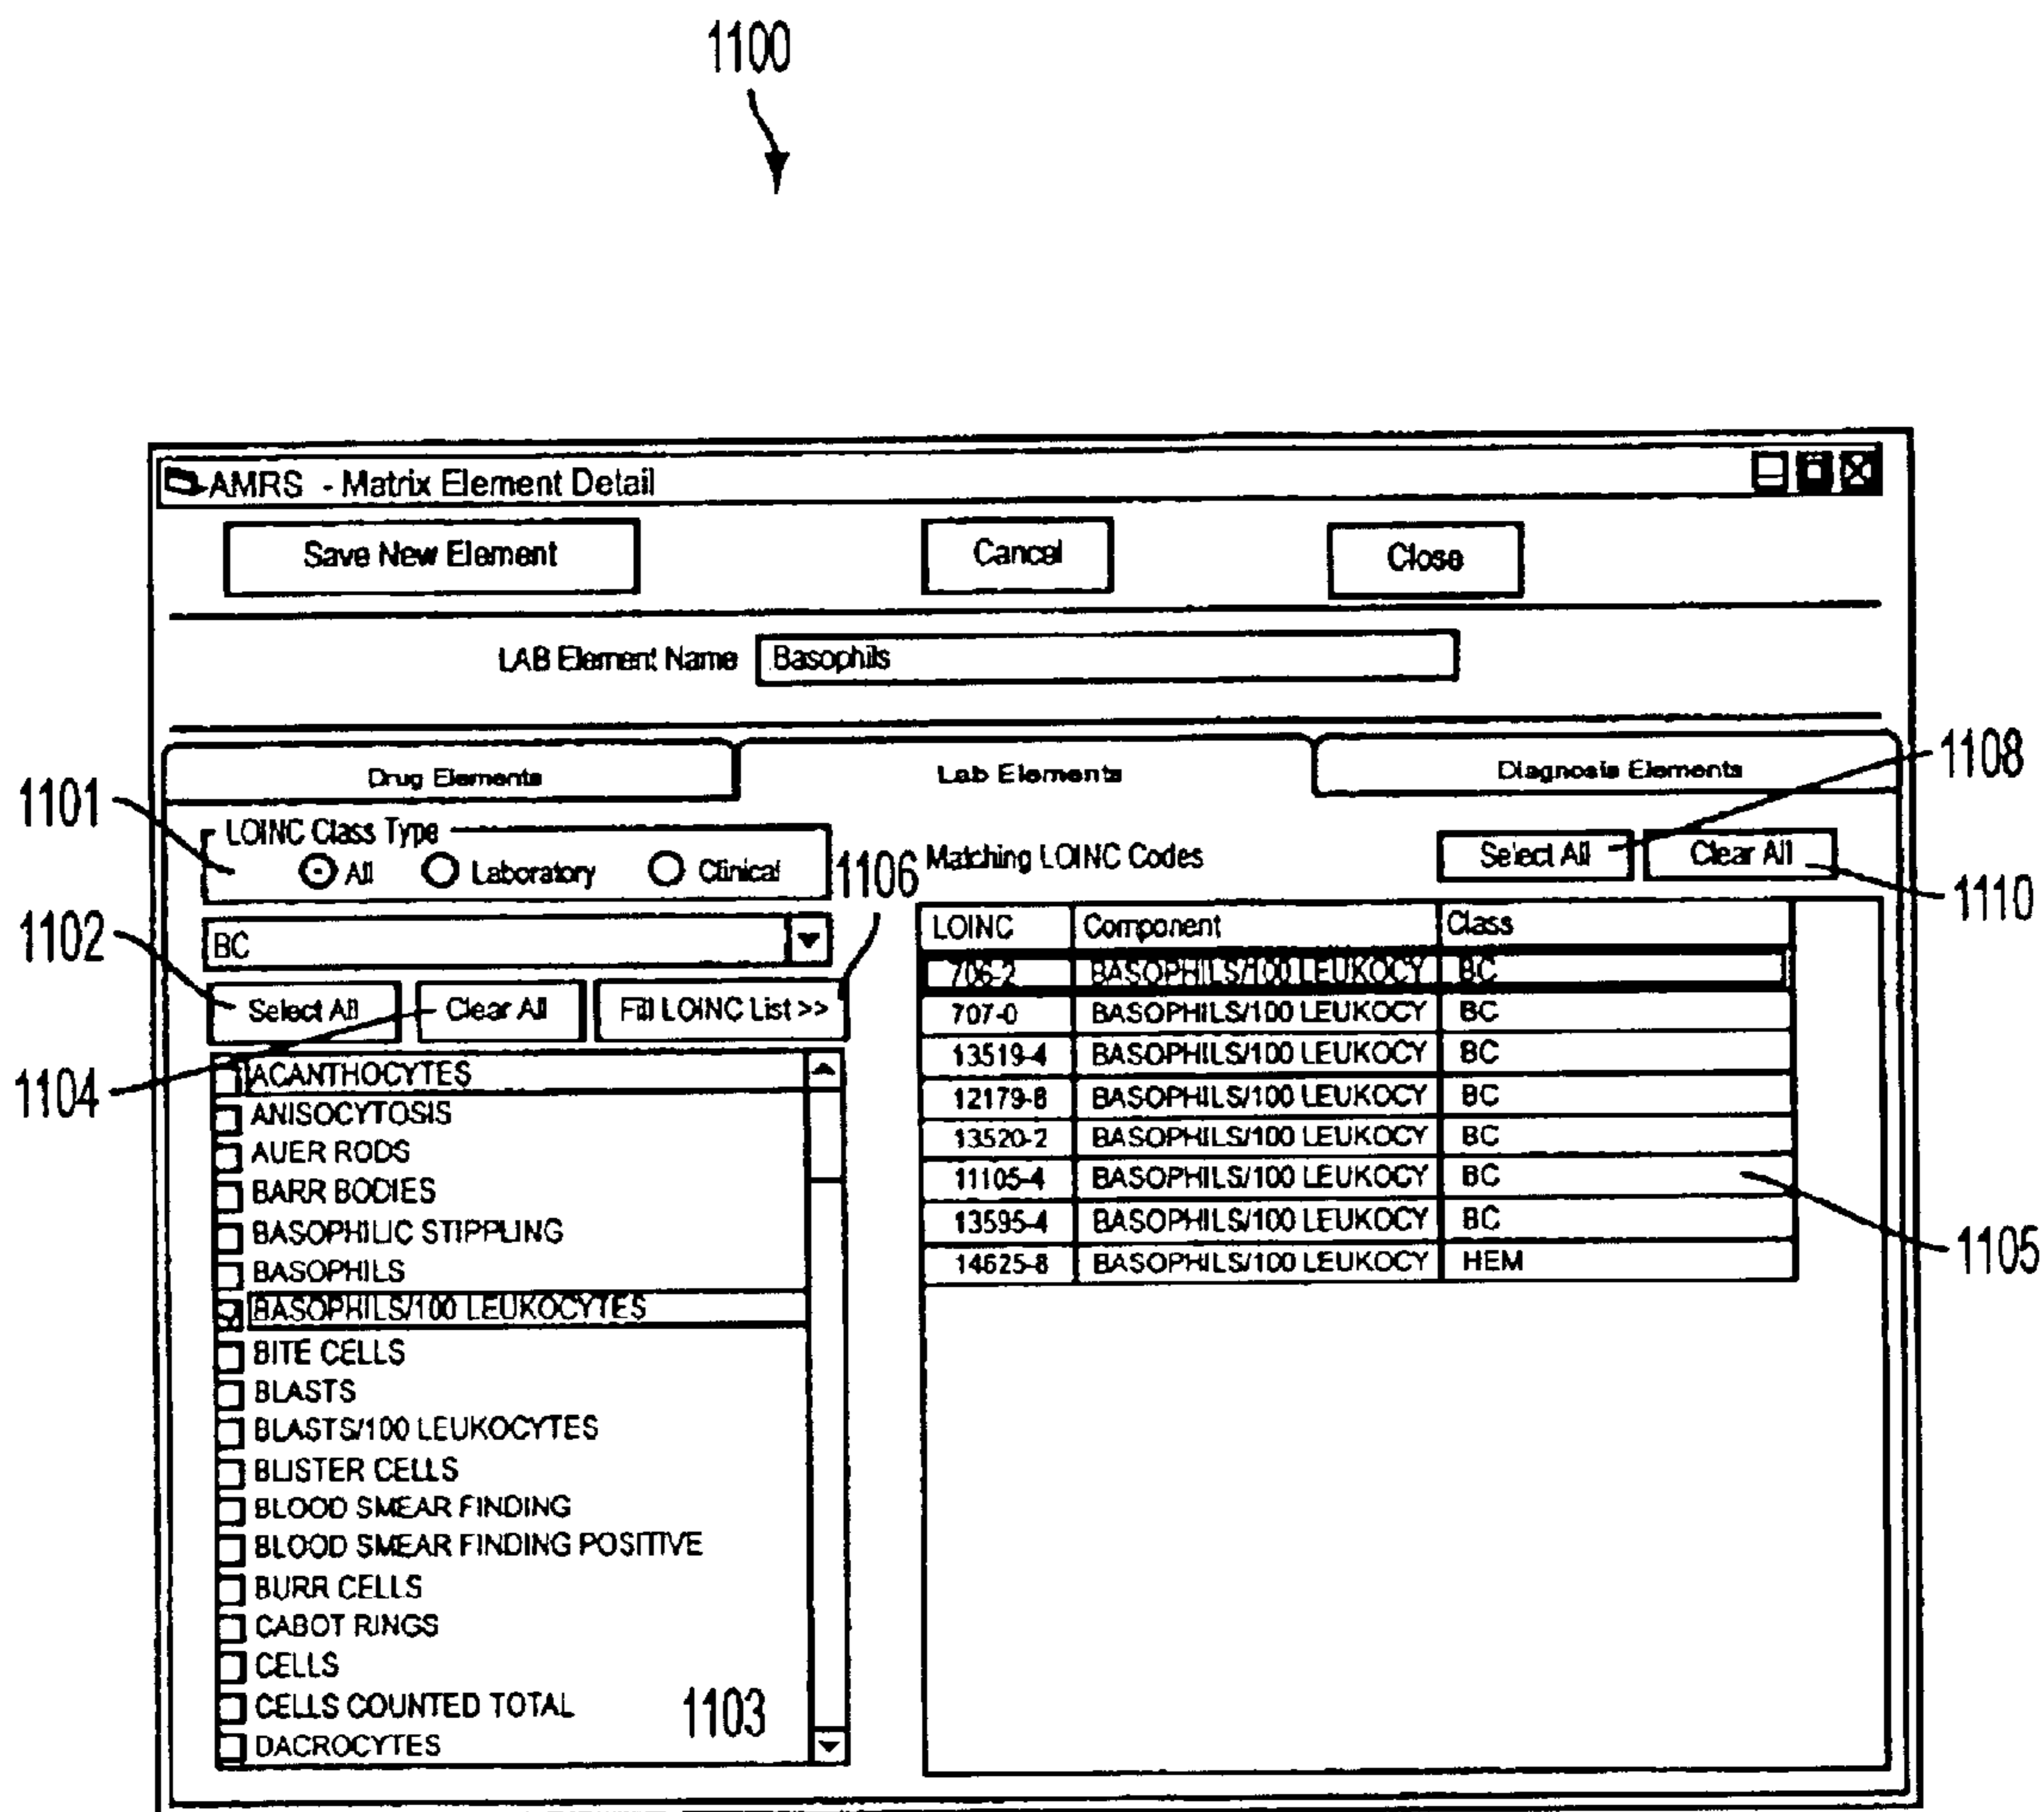 1100
AMRS - Matrix Element Detail
Save New Element Cancel Close
LAB Element Name Basophils
Drug Elements Lab Elements Diagnosis Elements
1108
1101
LOINC Class Type
All Laboratory Clinical
1106
Matching LOINC Codes Select All Clear All
1110
1102
BC
Select All Clear All Fill LOINC List >>
1104
ACANTHOCYTES
ANISOCYTOSIS
AUER RODS
BARR BODIES
BASOPHILIC STIPPLING
BASOPHILS
BASOPHILS/100 LEUKOCYTES
BITE CELLS
BLASTS
BLASTS/100 LEUKOCYTES
BLISTER CELLS
BLOOD SMEAR FINDING
BLOOD SMEAR FINDING POSITIVE
BURR CELLS
CABOT RINGS
CELLS
CELLS COUNTED TOTAL
DACROCYTES
1103
LOINC Component Class
706-2 BASOPHILS/100 LEUKOCY BC
707-0 BASOPHILS/100 LEUKOCY BC
13519-4 BASOPHILS/100 LEUKOCY BC
12179-8 BASOPHILS/100 LEUKOCY BC
13520-2 BASOPHILS/100 LEUKOCY BC
11105-4 BASOPHILS/100 LEUKOCY BC
13595-4 BASOPHILS/100 LEUKOCY BC
14625-8 BASOPHILS/100 LEUKOCY HEM
1105